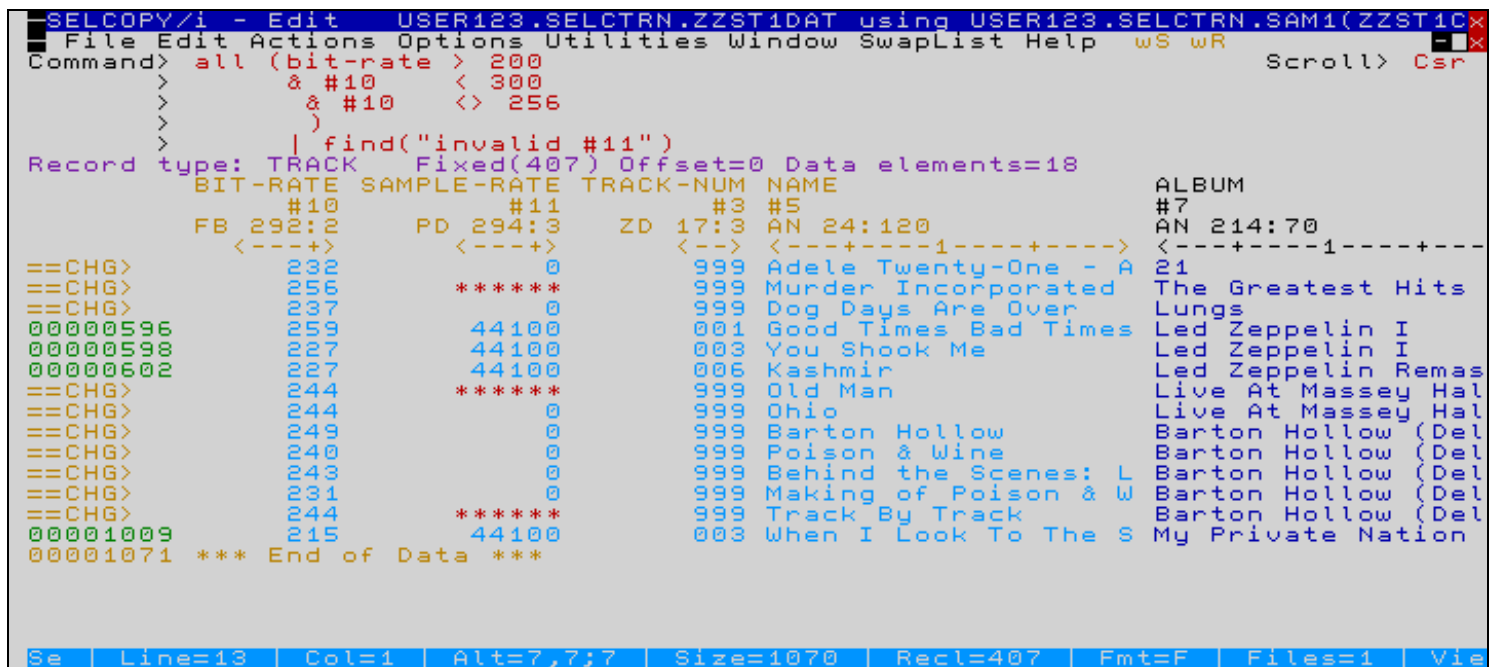 SELCOPY/i - Edit USER123.SELCTRN.ZZST1DAT using USER123.SELCTRN.SAM1(ZZST1C x
File Edit Actions Options Utilities Window SwapList Help wS wR
Command> all (bit-rate > 200 Scroll> Csr
> & #10 < 300
> & #10 <> 256
> )
> | find("invalid #11")
Record type: TRACK Fixed(407) Offset=0 Data elements=18
BIT-RATE SAMPLE-RATE TRACK-NUM NAME ALBUM
#10 #11 #3 #5 #7
FB 292:2 PD 294:3 ZD 17:3 AN 24:120 AN 214:70
<---+> <---+> <--> <---+----1----+----> <---+----1----+---
==CHG> 232 0 999 Adele Twenty-One - A 21
==CHG> 256 ****** 999 Murder Incorporated The Greatest Hits
==CHG> 237 0 999 Dog Days Are Over Lungs
00000596 259 44100 001 Good Times Bad Times Led Zeppelin I
00000598 227 44100 003 You Shook Me Led Zeppelin I
00000602 227 44100 006 Kashmir Led Zeppelin Remas
==CHG> 244 ****** 999 Old Man Live At Massey Hal
==CHG> 244 0 999 Ohio Live At Massey Hal
==CHG> 249 0 999 Barton Hollow Barton Hollow (Del
==CHG> 240 0 999 Poison & Wine Barton Hollow (Del
==CHG> 243 0 999 Behind the Scenes: L Barton Hollow (Del
==CHG> 231 0 999 Making of Poison & W Barton Hollow (Del
==CHG> 244 ****** 999 Track By Track Barton Hollow (Del
00001009 215 44100 003 When I Look To The S My Private Nation
00001071 *** End of Data ***
Se | Line=13 | Col=1 | Alt=7,7;7 | Size=1070 | Recl=407 | Fmt=F | Files=1 | Vie